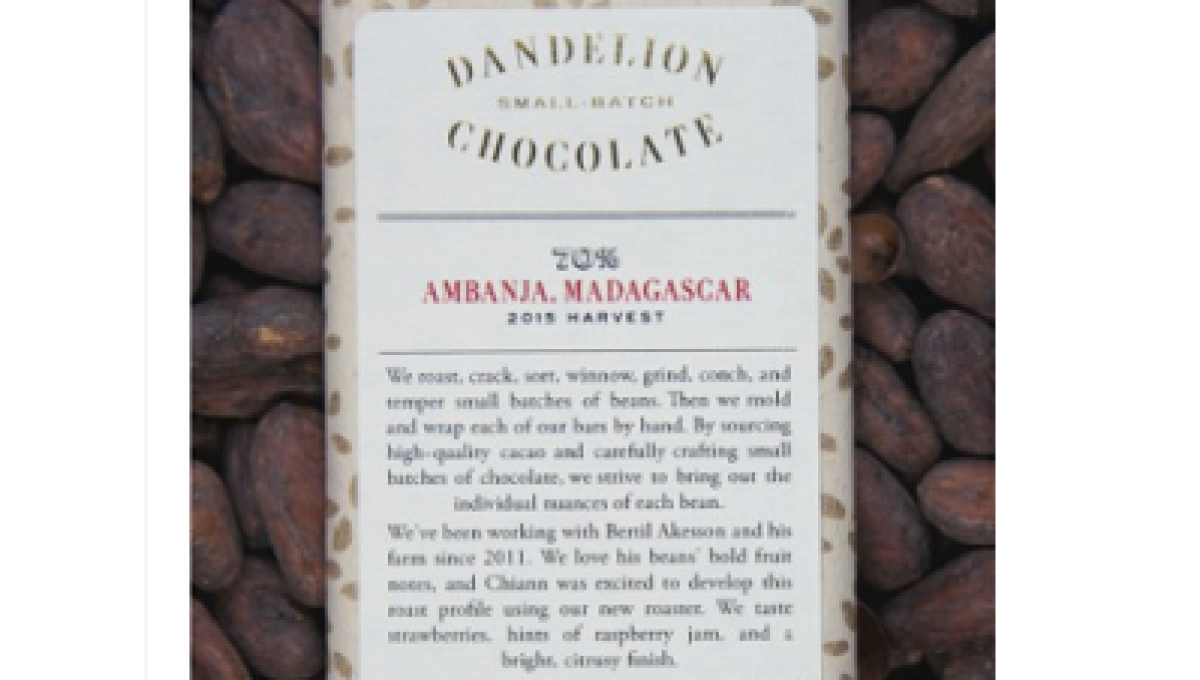 DANDELION
SMALL-BATCH
CHOCOLATE
70%
AMBANJA, MADAGASCAR
2015 HARVEST
We roast, crack, sort, winnow, grind, conch, and
temper small batches of beans. Then we mold
and wrap each of our bars by hand. By sourcing
high-quality cacao and carefully crafting small
batches of chocolate, we strive to bring out the
individual nuances of each bean.
We've been working with Bertil Akesson and his
farm since 2011. We love his beans' bold fruit
notes, and Chiann was excited to develop this
roast profile using our new roaster. We taste
strawberries, hints of raspberry jam, and a
bright, citrusy finish.